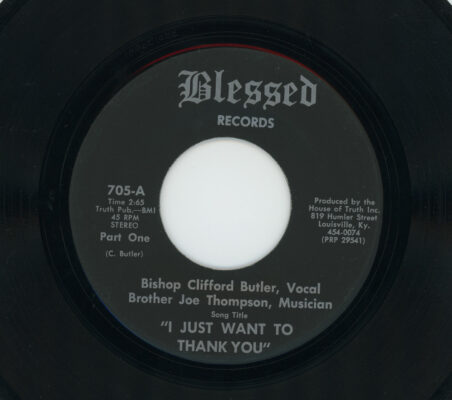 Blessed
RECORDS
705-A
Time 2:65
Truth Pub.—BMI
45 RPM
STEREO
Part One
(C. Butler)
Produced by the
House of Truth Inc.
819 Humler Street
Louisville, Ky.
454-0074
(PRP 29541)
Bishop Clifford Butler, Vocal
Brother Joe Thompson, Musician
Song Title
"I JUST WANT TO
THANK YOU"